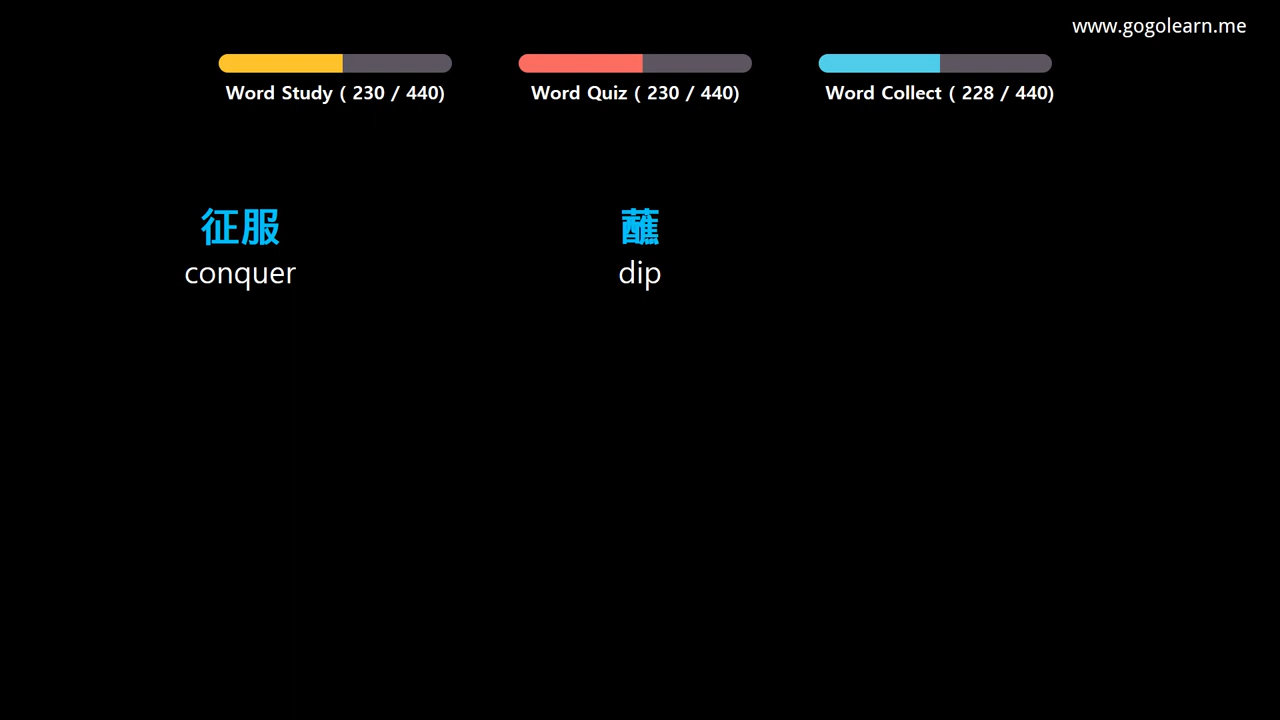 www.gogolearn.me
Word Study ( 230 / 440)
Word Quiz ( 230 / 440)
Word Collect ( 228 / 440)
征服
蘸
conquer
dip